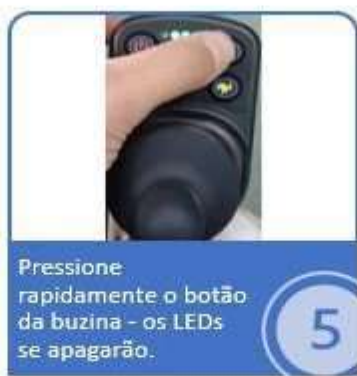 Pressione
rapidamente o botão
da buzina - os LEDs
se apagarão.
5